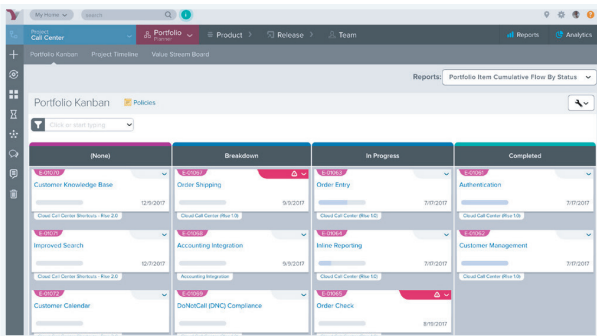 My Home
Search
Project
Call Center
Portfolio
Planner
Product
Release
Team
Reports
Analytics
Portfolio Kanban
Project Timeline
Value Stream Board
Reports:
Portfolio Item Cumulative Flow By Status
Portfolio Kanban
Policies
Click or start typing
(None)
Breakdown
In Progress
Completed
E-01070
E-01067
E-01063
E-01061
Customer Knowledge Base
Order Shipping
Order Entry
Authentication
12/9/2017
9/9/2017
7/17/2017
7/17/2017
Cloud Call Center Shortcuts - Rise 2.0
Cloud Call Center (Rise 1.0)
Cloud Call Center (Rise 1.0)
Cloud Call Center (Rise 1.0)
E-01071
E-01068
E-01064
E-01062
Improved Search
Accounting Integration
Inline Reporting
Customer Management
12/7/2017
9/9/2017
7/17/2017
7/17/2017
Cloud Call Center Shortcuts - Rise 2.0
Accounting Integration
Cloud Call Center (Rise 1.0)
Cloud Call Center (Rise 1.0)
E-01072
E-01069
E-01065
Customer Calendar
DoNotCall (DNC) Compliance
Order Check
8/19/2017